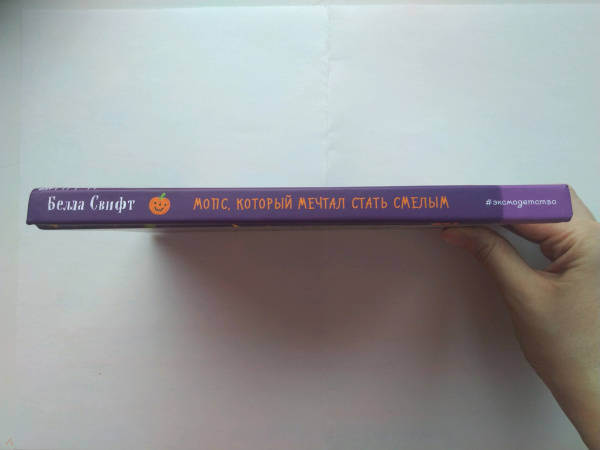 Белла Свифт
МОПС, КОТОРЫЙ МЕЧТАЛ СТАТЬ СМЕЛЫМ
#эксмодетство